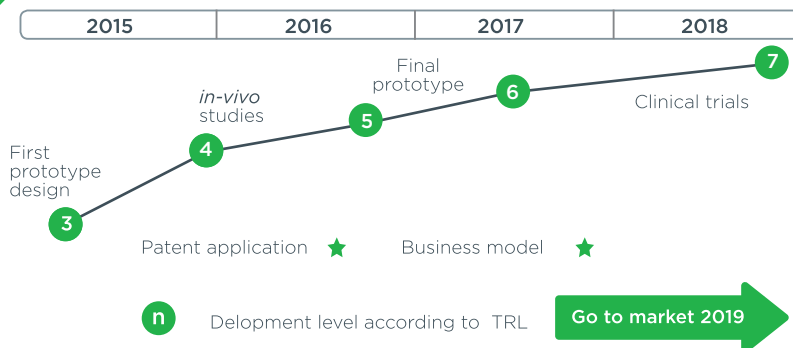 2015 2016 2017 2018
7
Final
prototype
6
in-vivo
studies
Clinical trials
5
4
First
prototype
design
3
Patent application
Business model
n
Delopment level according to TRL
Go to market 2019